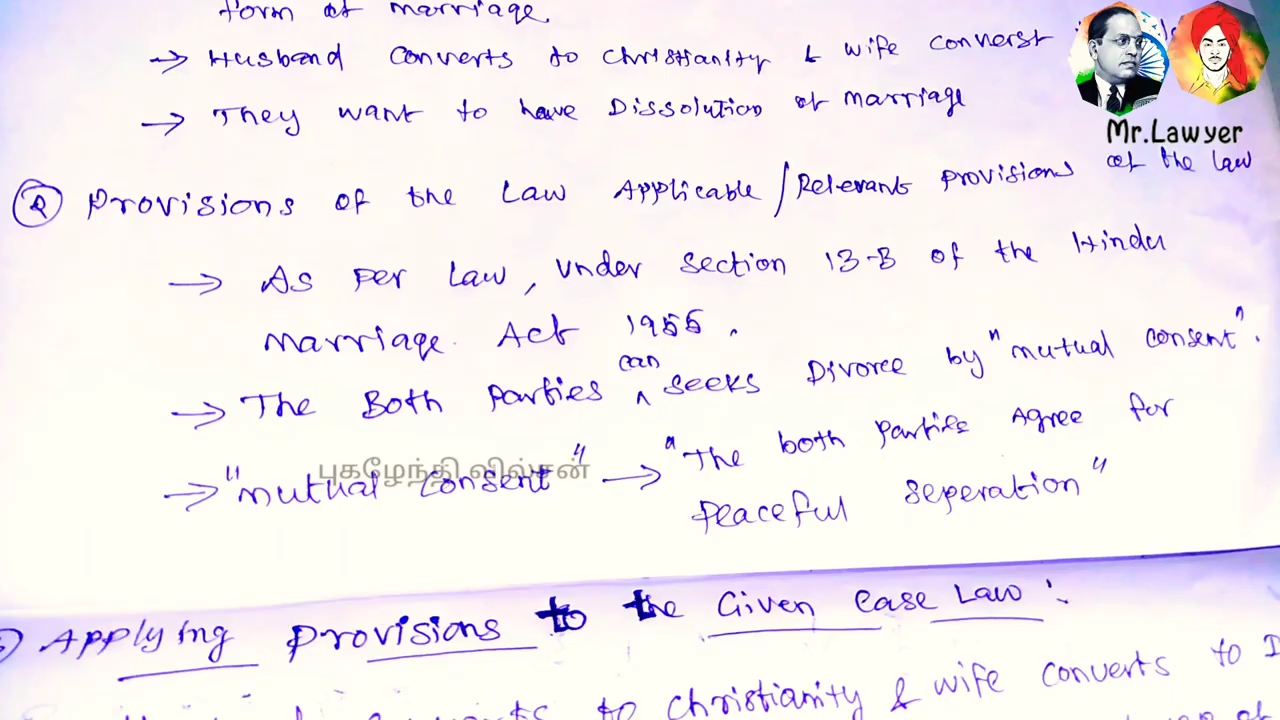 form of marriage.
→ Husband converts to christianity & wife converst
→ They want to have Dissolution of marriage
Mr.Lawyer
② Provisions of the Law Applicable / Relevant provisions of the law
→ As per law, under section 13-B of the Hindu
marriage. Act 1955.
→ The Both parties can seeks Divorce by "mutual consent".
→ "mutual consent" → "The both parties Agree for
peaceful seperation"
புகழேந்தி வில்சன்
Applying provisions to the Given case Law :-
to christianity & wife converts to I